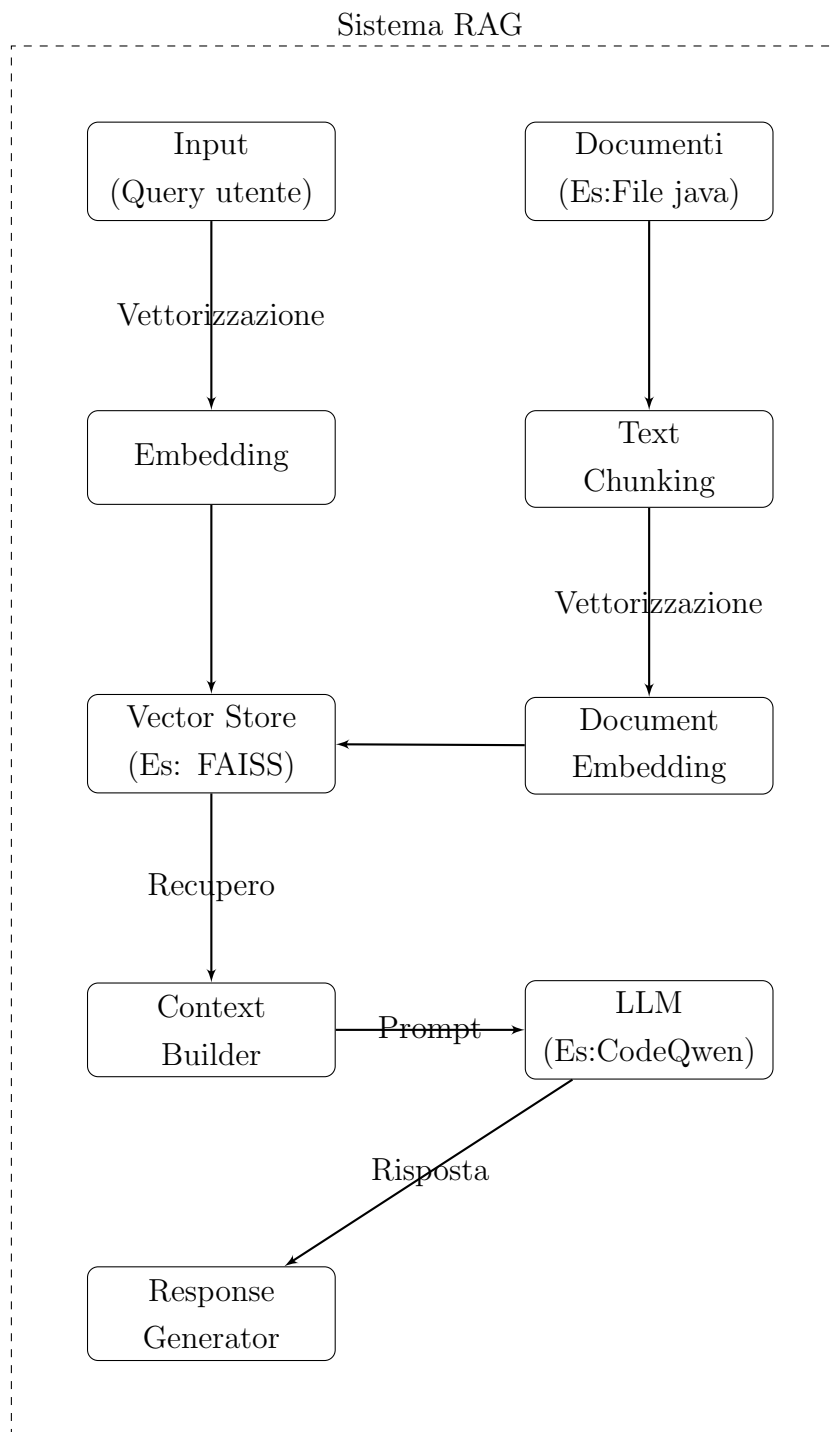 Sistema RAG
Input
(Query utente)
Documenti
(Es:File java)
Vettorizzazione
Embedding
Text
Chunking
Vettorizzazione
Vector Store
(Es: FAISS)
Document
Embedding
Recupero
Context
Builder
Prompt
LLM
(Es:CodeQwen)
Risposta
Response
Generator